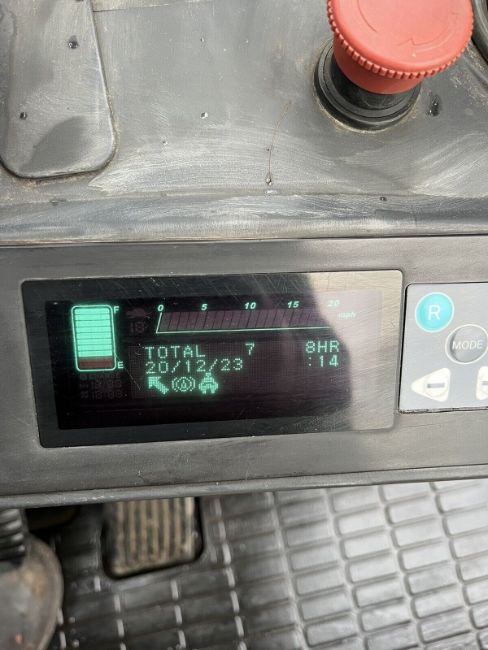 F
0 5 10 15 20
mph
R
MODE
TOTAL 7 8HR
20/12/23 :14
E